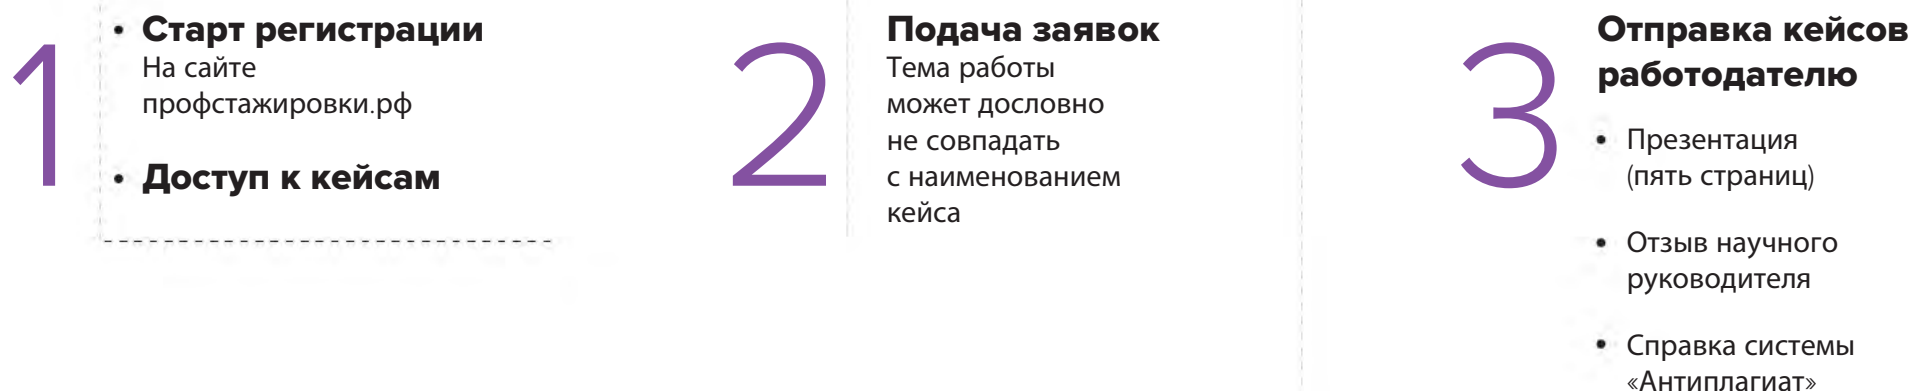 1
• Старт регистрации
На сайте
профстажировки.рф
• Доступ к кейсам
2
Подача заявок
Тема работы
может дословно
не совпадать
с наименованием
кейса
3
Отправка кейсов
работодателю
• Презентация
(пять страниц)
• Отзыв научного
руководителя
• Справка системы
«Антиплагиат»